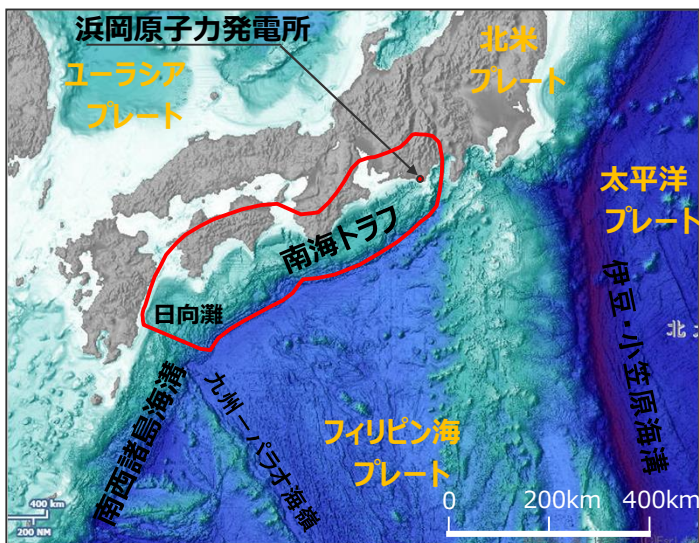 浜岡原子力発電所
北米
プレート
ユーラシア
プレート
太平洋
プレート
南海トラフ
日向灘
伊豆・小笠原海溝
北
南西諸島海溝
九州－パラオ海嶺
フィリピン海
プレート
0 200km 400km
400 km
200 NM